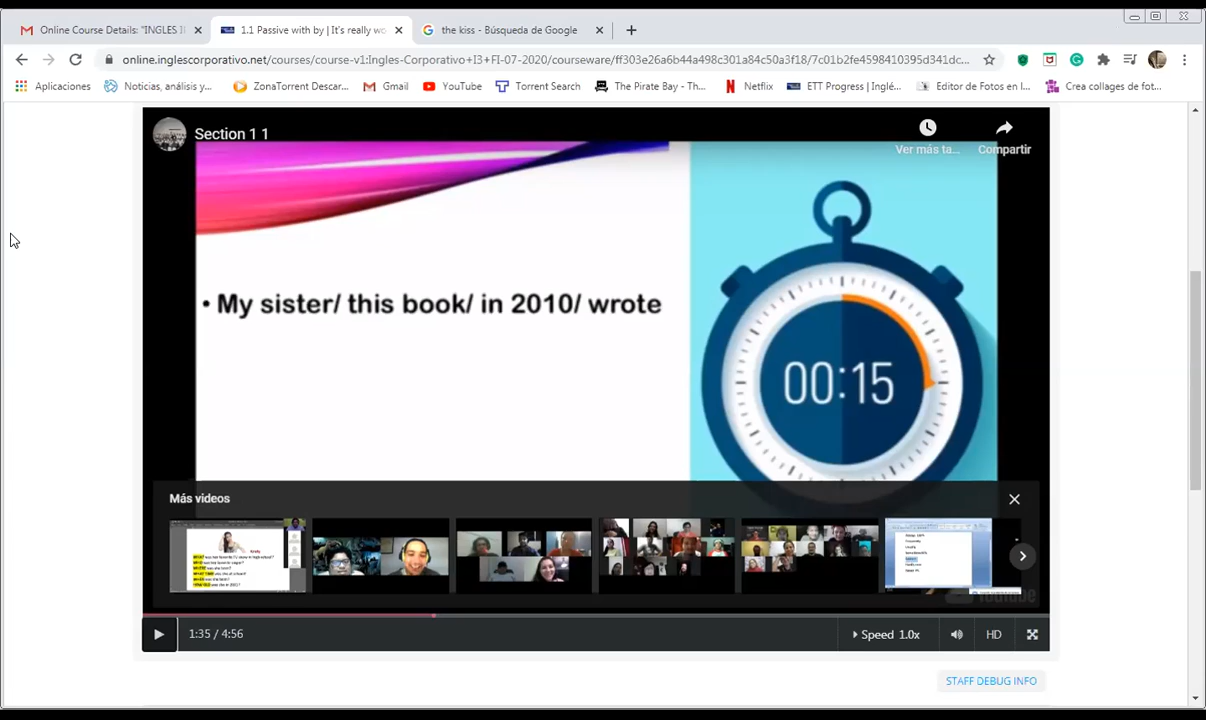 Online Course Details: "INGLES I
1.1 Passive with by | It's really wo
the kiss - Búsqueda de Google
online.inglescorporativo.net/courses/course-v1:Ingles-Corporativo+I3+FI-07-2020/courseware/ff303e26a6b44a498c301a84c50a3f18/7c01b2fe4598410395d341dc...
Aplicaciones
Noticias, análisis y...
ZonaTorrent Descar...
Gmail
YouTube
Torrent Search
The Pirate Bay - Th...
Netflix
ETT Progress | Inglé...
Editor de Fotos en l...
Crea collages de fot...
Section 1 1
Ver más ta...
Compartir
• My sister/ this book/ in 2010/ wrote
00:15
Más videos
1:35 / 4:56
Speed 1.0x
HD
STAFF DEBUG INFO